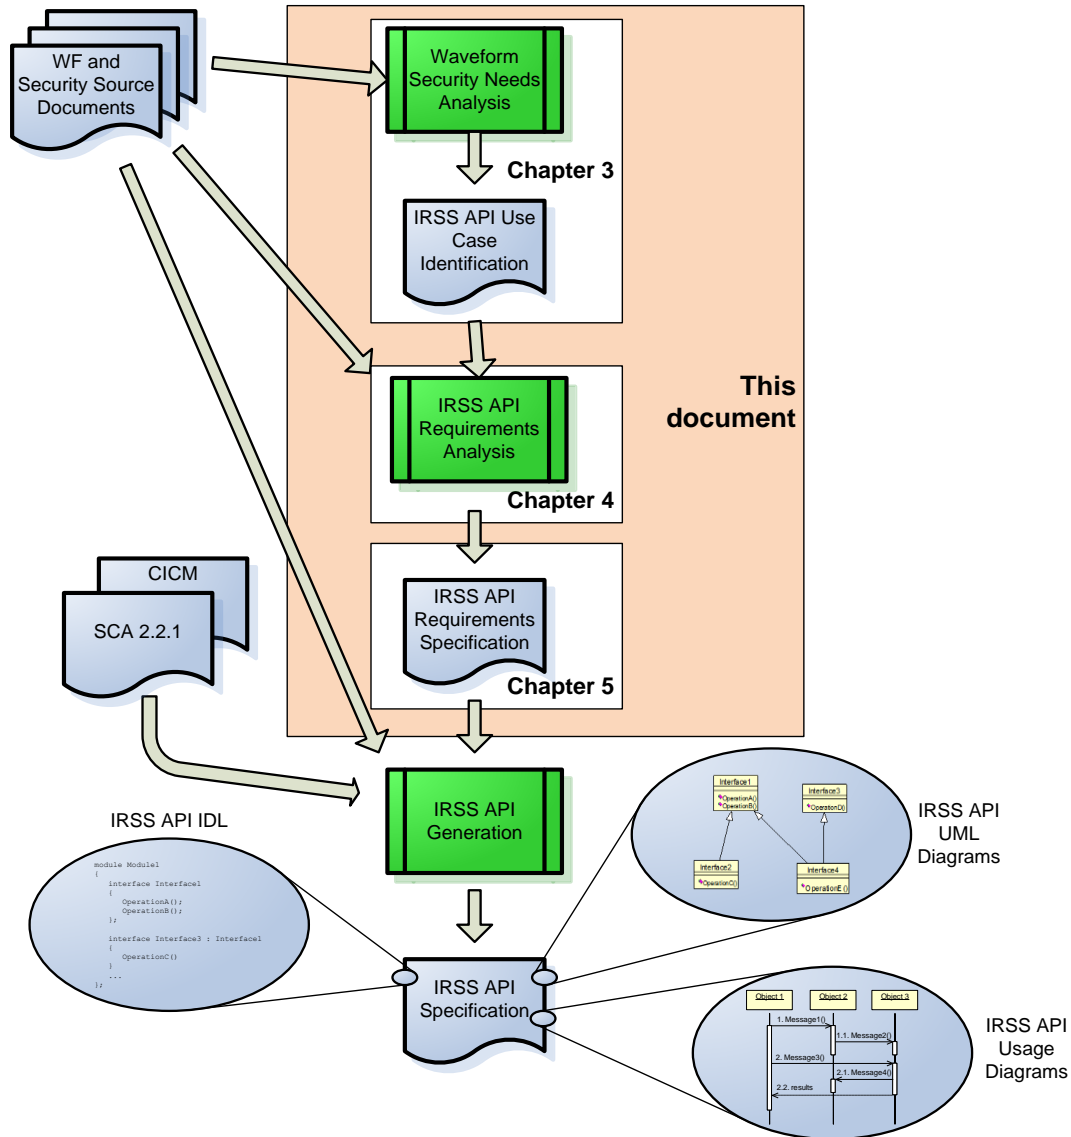 WF and
Security Source
Documents
Waveform
Security Needs
Analysis
Chapter 3
IRSS API Use
Case
Identification
This
document
IRSS API
Requirements
Analysis
Chapter 4
CICM
SCA 2.2.1
IRSS API
Requirements
Specification
Chapter 5
IRSS API
Generation
IRSS API IDL
module Module1
{
interface Interface1
{
OperationA();
OperationB();
};
interface Interface3 : Interface1
{
OperationC()
}
...
};
Interface1
OperationA()
OperationB()
Interface3
OperationD()
Interface2
OperationC()
Interface4
OperationE()
IRSS API
UML
Diagrams
IRSS API
Specification
Object 1
Object 2
Object 3
1. Message1()
1.1. Message2()
2. Message3()
2.1. Message4()
2.2. results
IRSS API
Usage
Diagrams